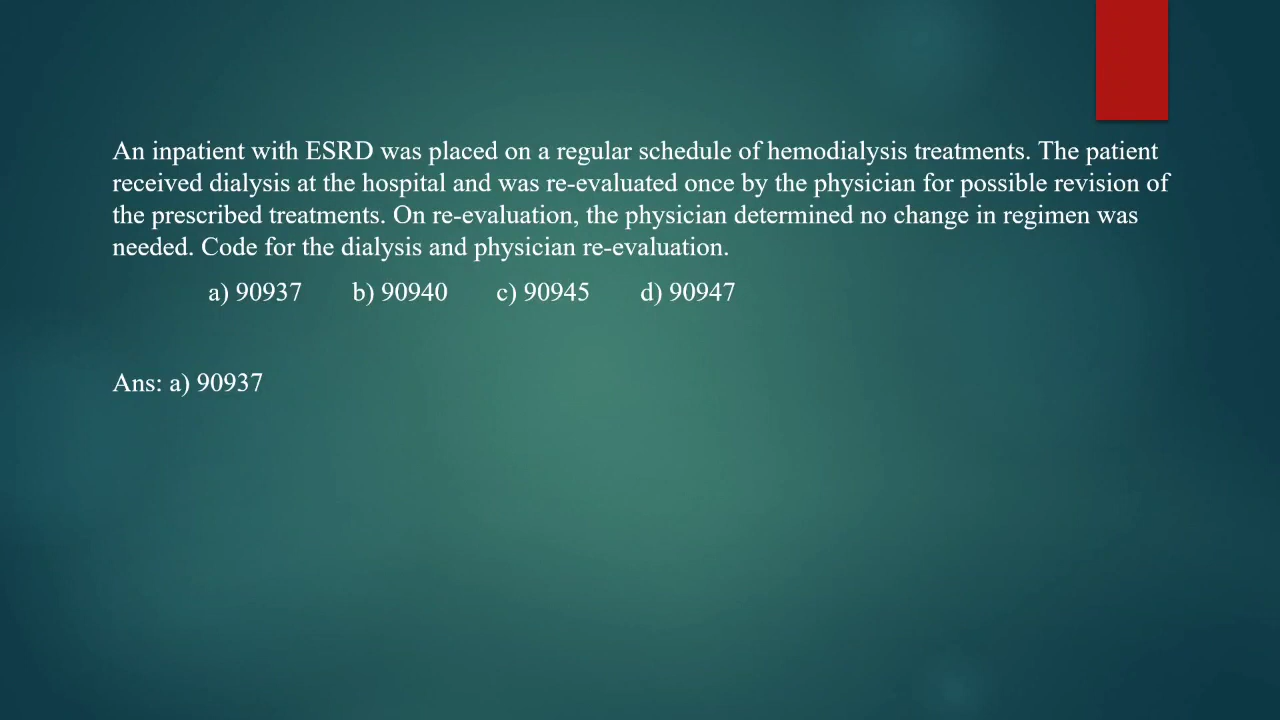 An inpatient with ESRD was placed on a regular schedule of hemodialysis treatments. The patient
received dialysis at the hospital and was re-evaluated once by the physician for possible revision of
the prescribed treatments. On re-evaluation, the physician determined no change in regimen was
needed. Code for the dialysis and physician re-evaluation.
a) 90937 b) 90940 c) 90945 d) 90947
Ans: a) 90937